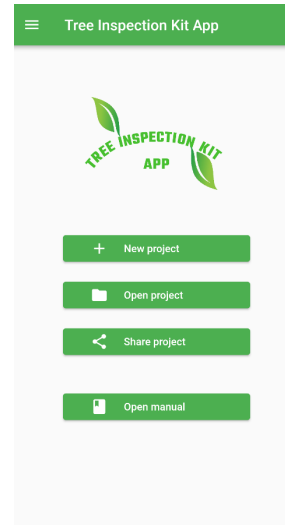 Tree Inspection Kit App
TREE INSPECTION KIT
APP
New project
Open project
Share project
Open manual